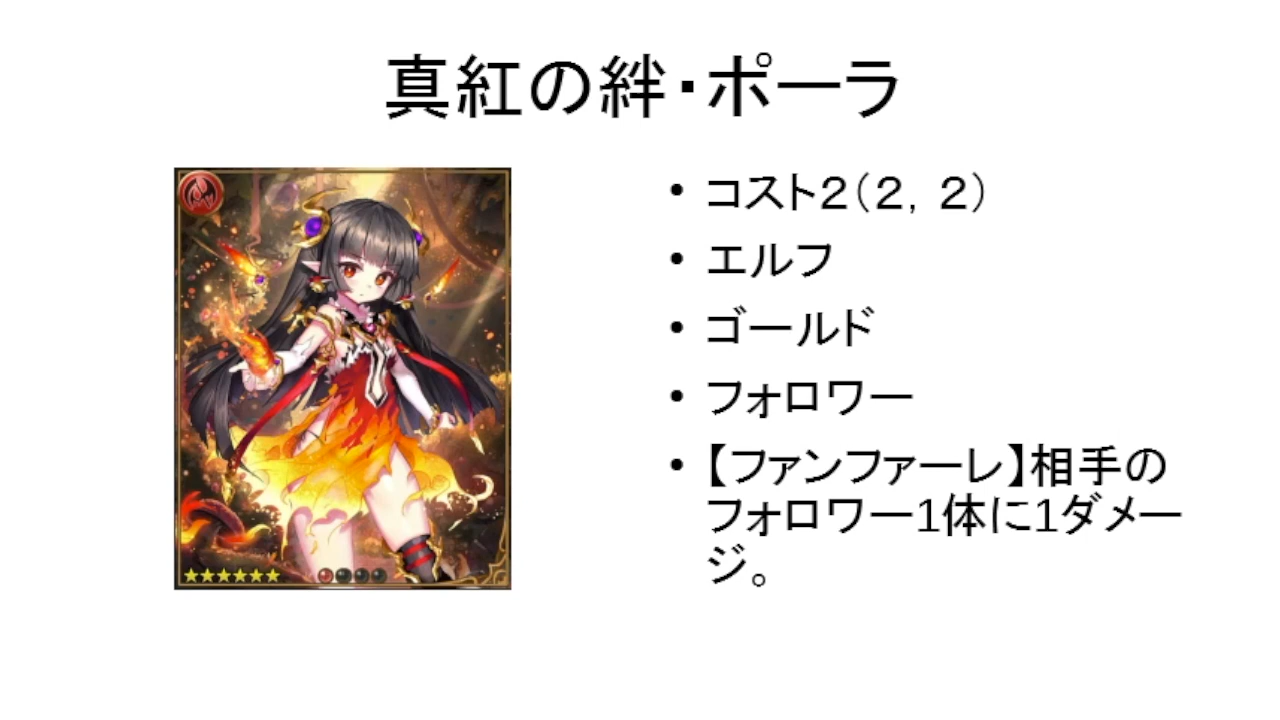 真紅の絆・ポーラ
• コスト２（２，２）
• エルフ
• ゴールド
• フォロワー
• 【ファンファーレ】相手の
フォロワー1体に1ダメー
ジ。